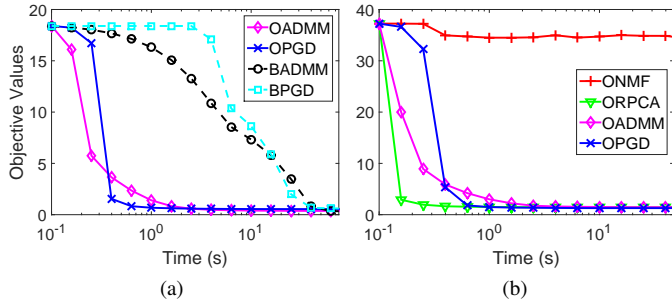 20
15
10
5
0
Objective Values
10^-1
10^0
10^1
Time (s)
OADMM
OPGD
BADMM
BPGD
(a)
40
30
20
10
0
10^-1
10^0
10^1
Time (s)
ONMF
ORPCA
OADMM
OPGD
(b)